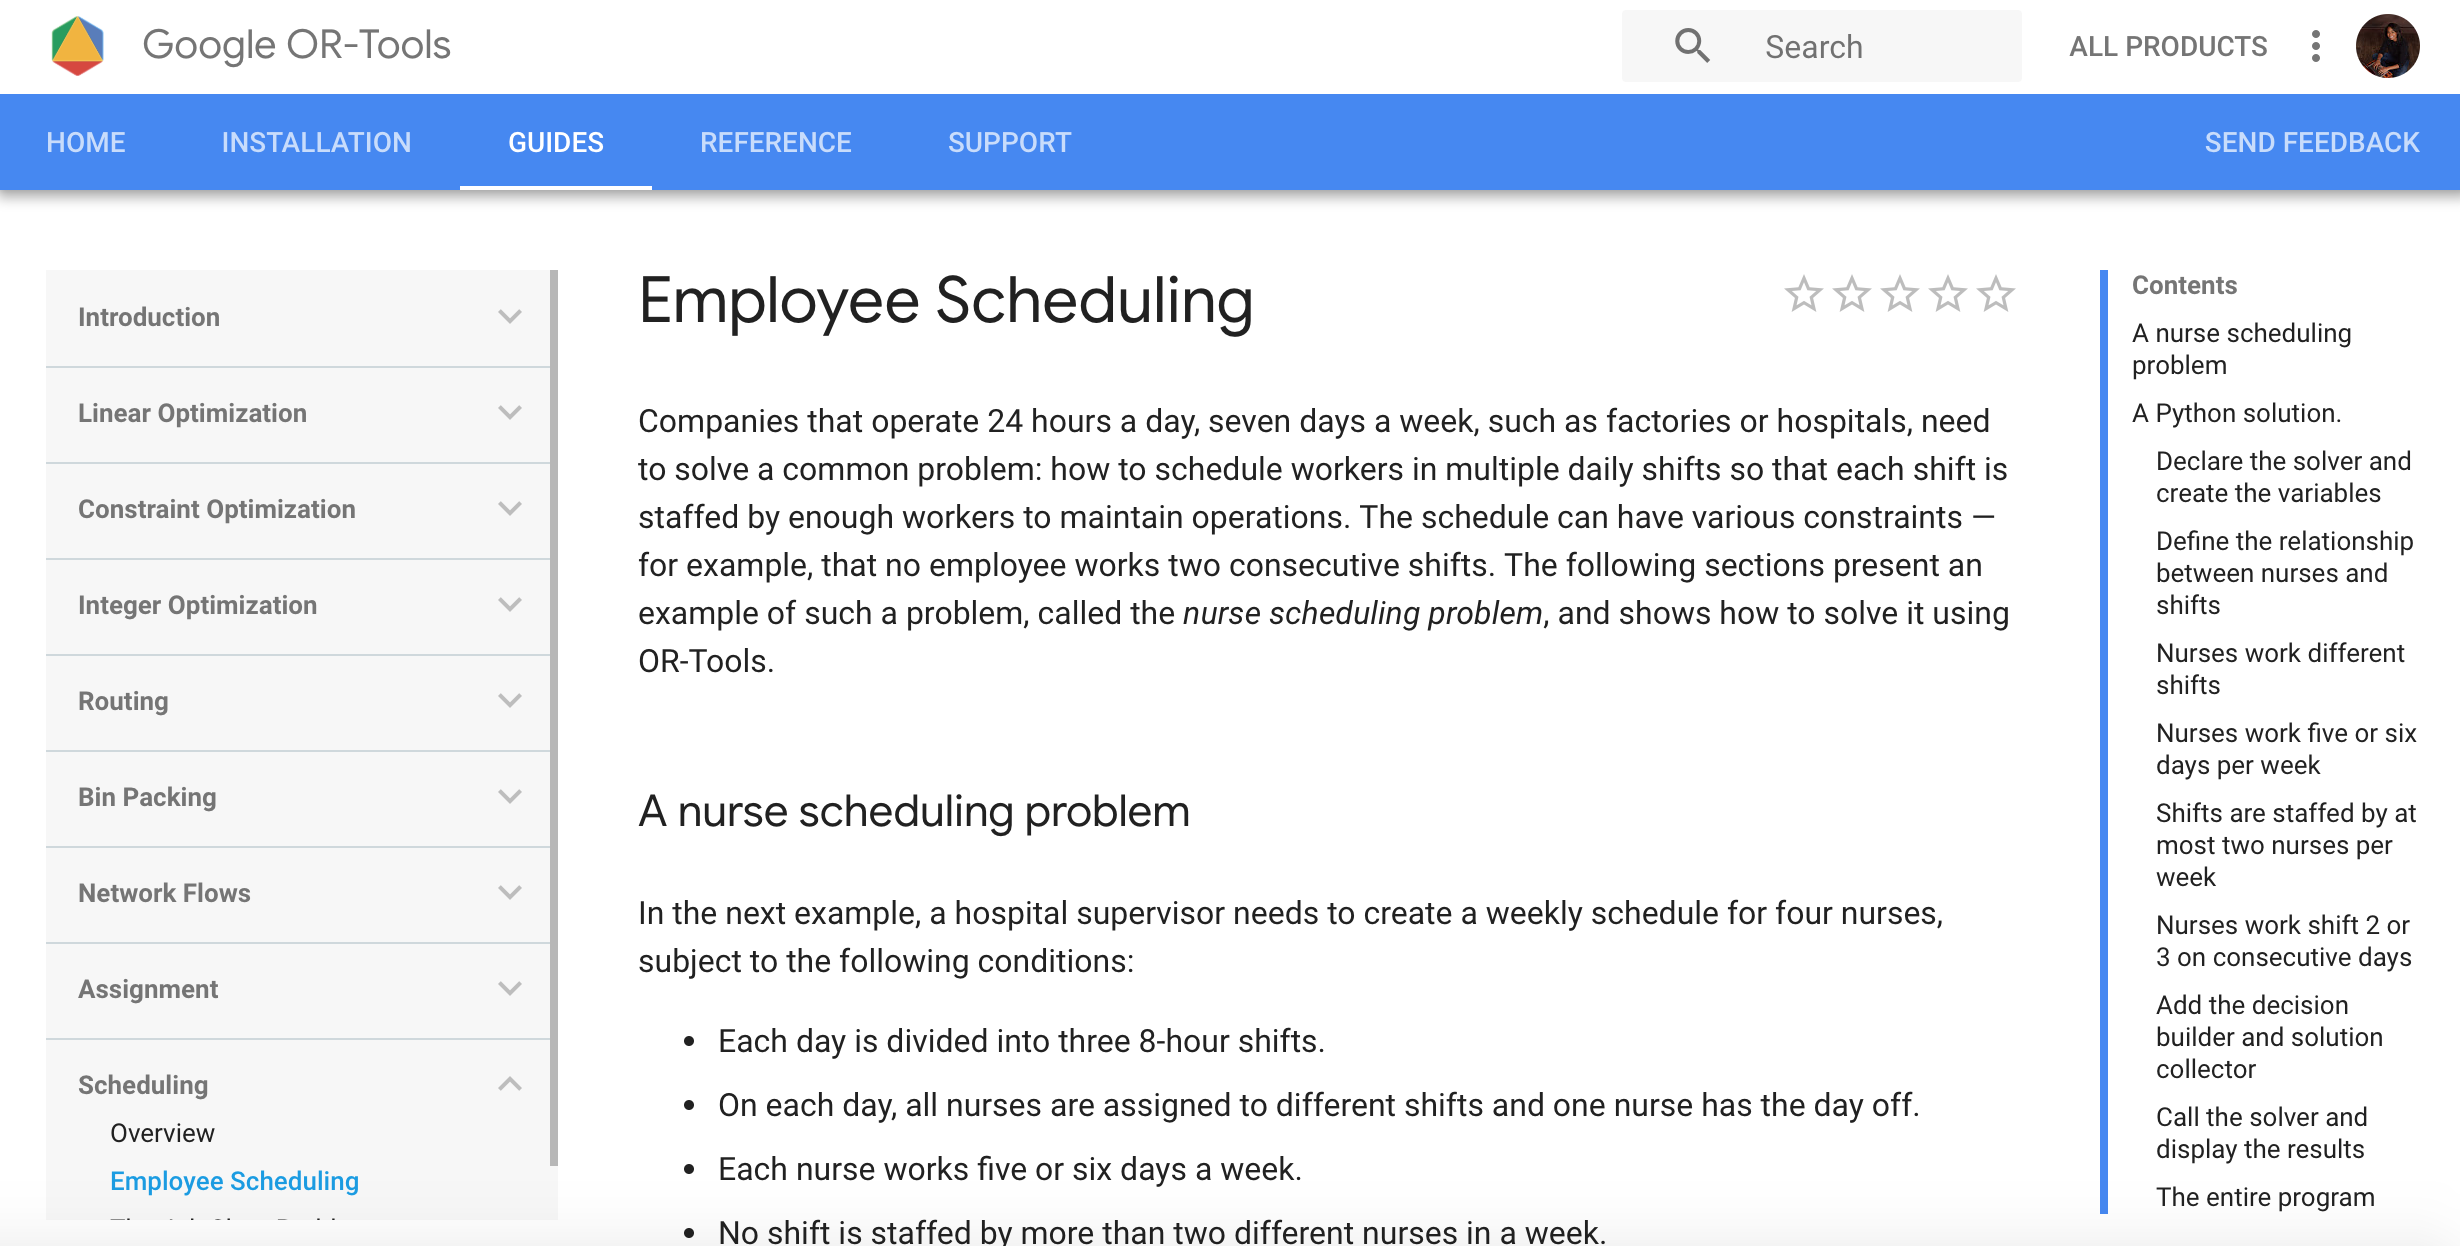 Google OR-Tools
Search
ALL PRODUCTS
HOME
INSTALLATION
GUIDES
REFERENCE
SUPPORT
SEND FEEDBACK
Introduction
Linear Optimization
Constraint Optimization
Integer Optimization
Routing
Bin Packing
Network Flows
Assignment
Scheduling
Overview
Employee Scheduling
Employee Scheduling
Companies that operate 24 hours a day, seven days a week, such as factories or hospitals, need
to solve a common problem: how to schedule workers in multiple daily shifts so that each shift is
staffed by enough workers to maintain operations. The schedule can have various constraints —
for example, that no employee works two consecutive shifts. The following sections present an
example of such a problem, called the nurse scheduling problem, and shows how to solve it using
OR-Tools.
A nurse scheduling problem
In the next example, a hospital supervisor needs to create a weekly schedule for four nurses,
subject to the following conditions:
• Each day is divided into three 8-hour shifts.
• On each day, all nurses are assigned to different shifts and one nurse has the day off.
• Each nurse works five or six days a week.
• No shift is staffed by more than two different nurses in a week.
Contents
A nurse scheduling
problem
A Python solution.
Declare the solver and
create the variables
Define the relationship
between nurses and
shifts
Nurses work different
shifts
Nurses work five or six
days per week
Shifts are staffed by at
most two nurses per
week
Nurses work shift 2 or
3 on consecutive days
Add the decision
builder and solution
collector
Call the solver and
display the results
The entire program